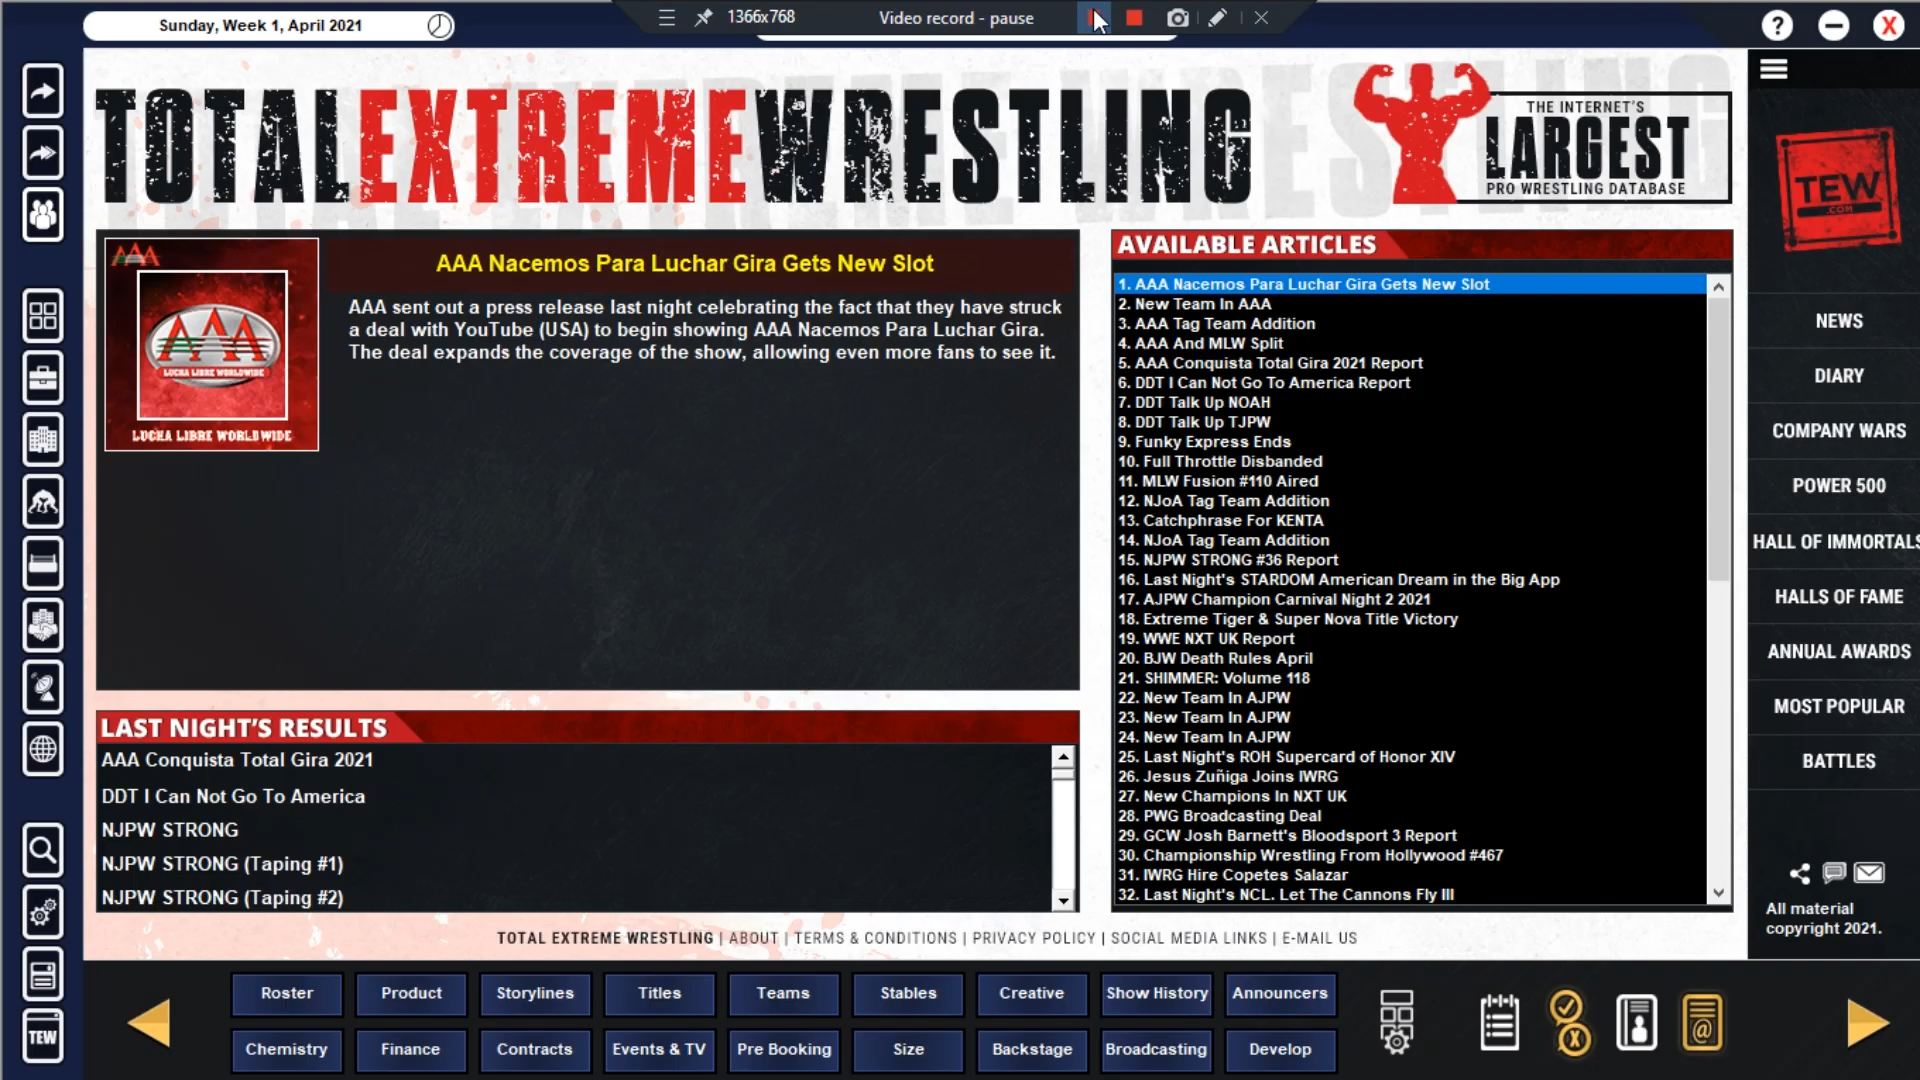 Sunday, Week 1, April 2021
1366x768
Video record - pause
?
X
TOTALEXTREMEWRESTLING
THE INTERNET'S
LARGEST
PRO WRESTLING DATABASE
TEW
.COM
AAA
AAA
LUCHA LIBRE WORLDWIDE
LUCHA LIBRE WORLDWIDE
AAA Nacemos Para Luchar Gira Gets New Slot
AAA sent out a press release last night celebrating the fact that they have struck
a deal with YouTube (USA) to begin showing AAA Nacemos Para Luchar Gira.
The deal expands the coverage of the show, allowing even more fans to see it.
AVAILABLE ARTICLES
1. AAA Nacemos Para Luchar Gira Gets New Slot
2. New Team In AAA
3. AAA Tag Team Addition
4. AAA And MLW Split
5. AAA Conquista Total Gira 2021 Report
6. DDT I Can Not Go To America Report
7. DDT Talk Up NOAH
8. DDT Talk Up TJPW
9. Funky Express Ends
10. Full Throttle Disbanded
11. MLW Fusion #110 Aired
12. NJoA Tag Team Addition
13. Catchphrase For KENTA
14. NJoA Tag Team Addition
15. NJPW STRONG #36 Report
16. Last Night's STARDOM American Dream in the Big App
17. AJPW Champion Carnival Night 2 2021
18. Extreme Tiger & Super Nova Title Victory
19. WWE NXT UK Report
20. BJW Death Rules April
21. SHIMMER: Volume 118
22. New Team In AJPW
23. New Team In AJPW
24. New Team In AJPW
25. Last Night's ROH Supercard of Honor XIV
26. Jesus Zuñiga Joins IWRG
27. New Champions In NXT UK
28. PWG Broadcasting Deal
29. GCW Josh Barnett's Bloodsport 3 Report
30. Championship Wrestling From Hollywood #467
31. IWRG Hire Copetes Salazar
32. Last Night's NCL. Let The Cannons Fly III
LAST NIGHT'S RESULTS
AAA Conquista Total Gira 2021
DDT I Can Not Go To America
NJPW STRONG
NJPW STRONG (Taping #1)
NJPW STRONG (Taping #2)
NEWS
DIARY
COMPANY WARS
POWER 500
HALL OF IMMORTALS
HALLS OF FAME
ANNUAL AWARDS
MOST POPULAR
BATTLES
All material
copyright 2021.
TOTAL EXTREME WRESTLING | ABOUT | TERMS & CONDITIONS | PRIVACY POLICY | SOCIAL MEDIA LINKS | E-MAIL US
TEW
Roster Product Storylines Titles Teams Stables Creative Show History Announcers
Chemistry Finance Contracts Events & TV Pre Booking Size Backstage Broadcasting Develop